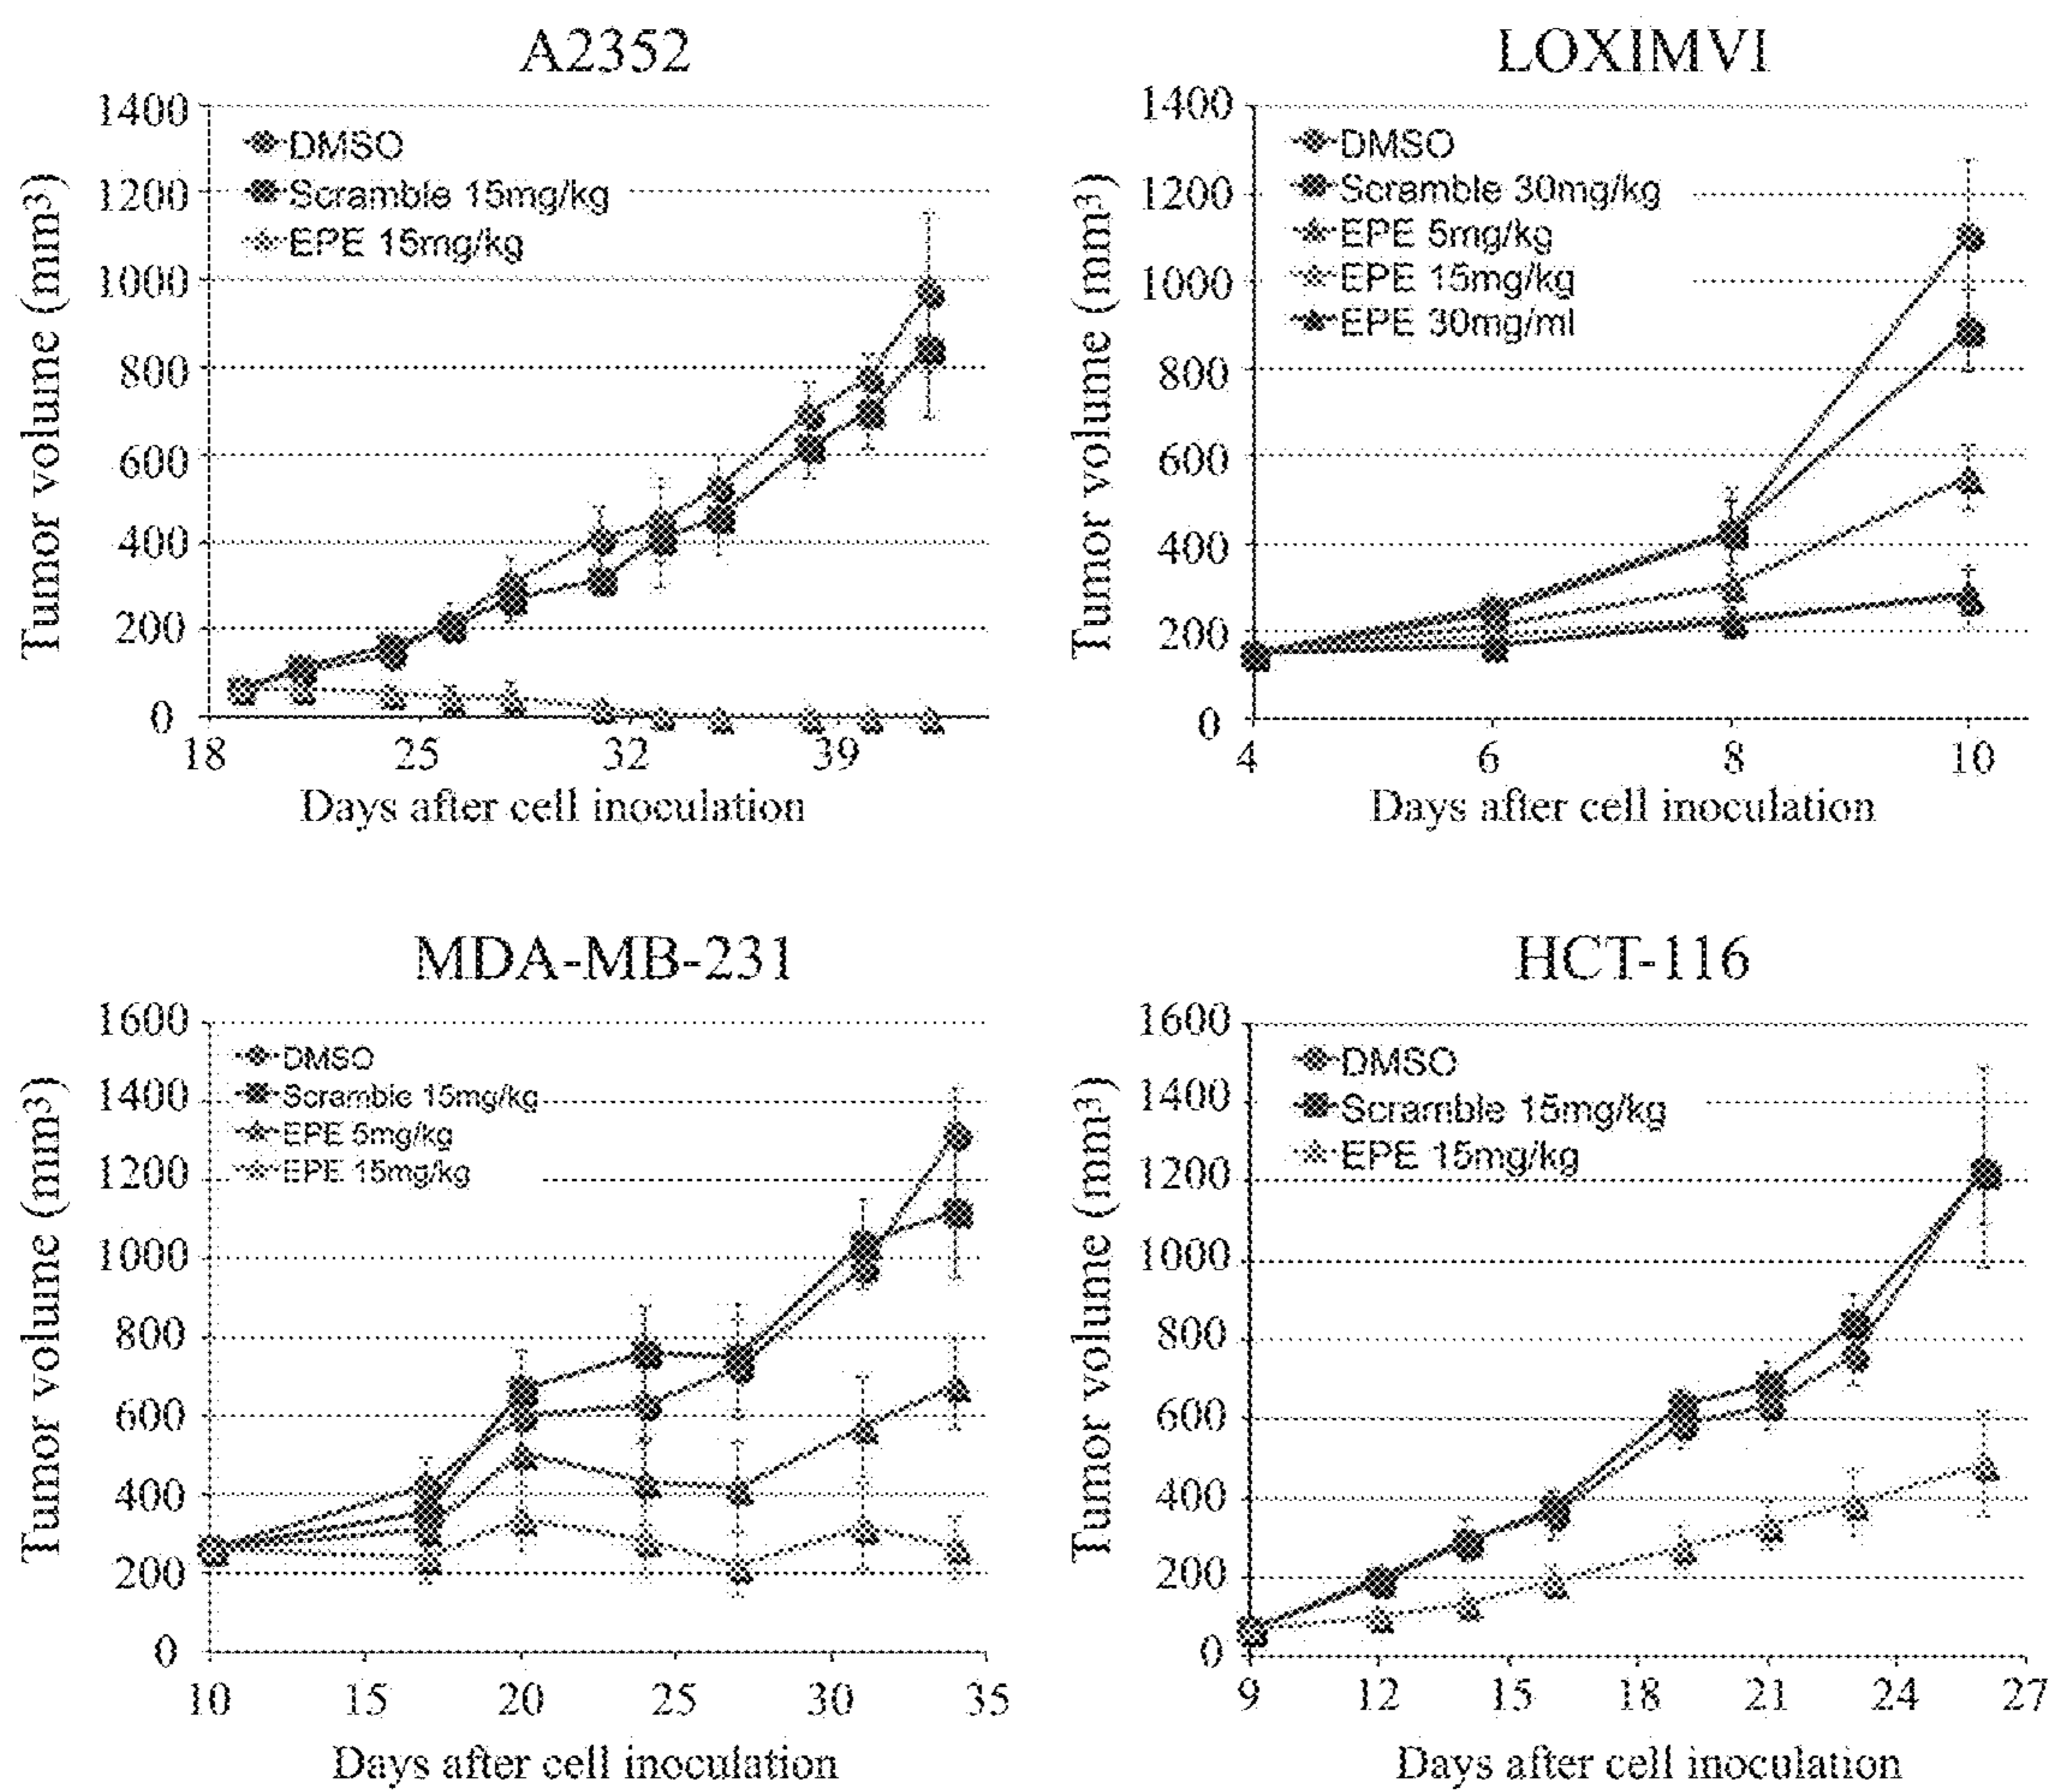 A2352
Tumor volume (mm³)
1400
1200
1000
800
600
400
200
0
DMSO
Scramble 15mg/kg
EPE 15mg/kg
18 25 32 39
Days after cell inoculation
LOXIMVI
Tumor volume (mm³)
1400
1200
1000
800
600
400
200
0
DMSO
Scramble 30mg/kg
EPE 5mg/kg
EPE 15mg/kg
EPE 30mg/ml
4 6 8 10
Days after cell inoculation
MDA-MB-231
Tumor volume (mm³)
1600
1400
1200
1000
800
600
400
200
0
DMSO
Scramble 15mg/kg
EPE 5mg/kg
EPE 15mg/kg
10 15 20 25 30 35
Days after cell inoculation
HCT-116
Tumor volume (mm³)
1600
1400
1200
1000
800
600
400
200
0
DMSO
Scramble 15mg/kg
EPE 15mg/kg
9 12 15 18 21 24 27
Days after cell inoculation